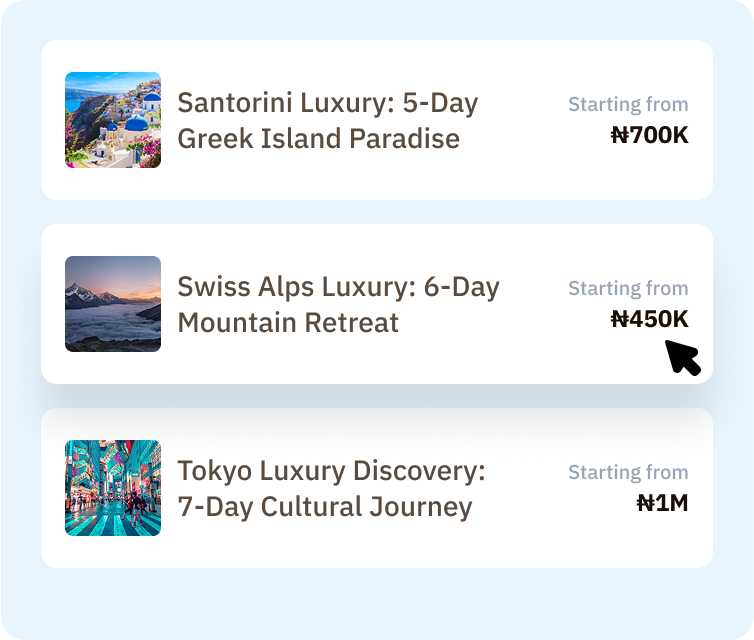 Santorini Luxury: 5-Day
Greek Island Paradise
Starting from
₦700K
Swiss Alps Luxury: 6-Day
Mountain Retreat
Starting from
₦450K
Tokyo Luxury Discovery:
7-Day Cultural Journey
Starting from
₦1M